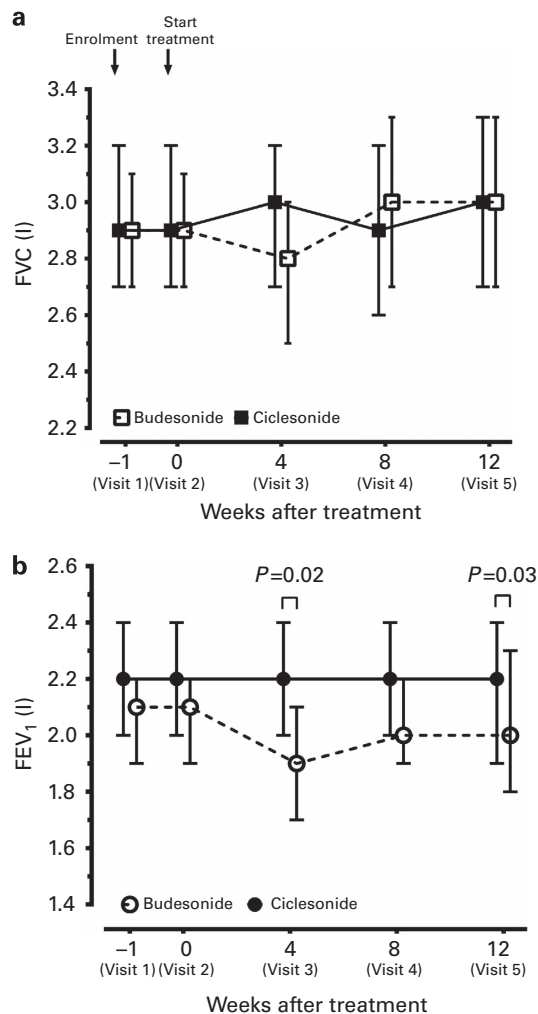 a
Enrolment
Start
treatment
3.4
3.2
3.0
2.8
2.6
2.4
2.2
FVC (l)
Budesonide Ciclesonide
–1 0 4 8 12
(Visit 1) (Visit 2) (Visit 3) (Visit 4) (Visit 5)
Weeks after treatment
b
2.6
2.4
2.2
2.0
1.8
1.6
1.4
FEV1 (l)
P=0.02 P=0.03
Budesonide Ciclesonide
–1 0 4 8 12
(Visit 1) (Visit 2) (Visit 3) (Visit 4) (Visit 5)
Weeks after treatment